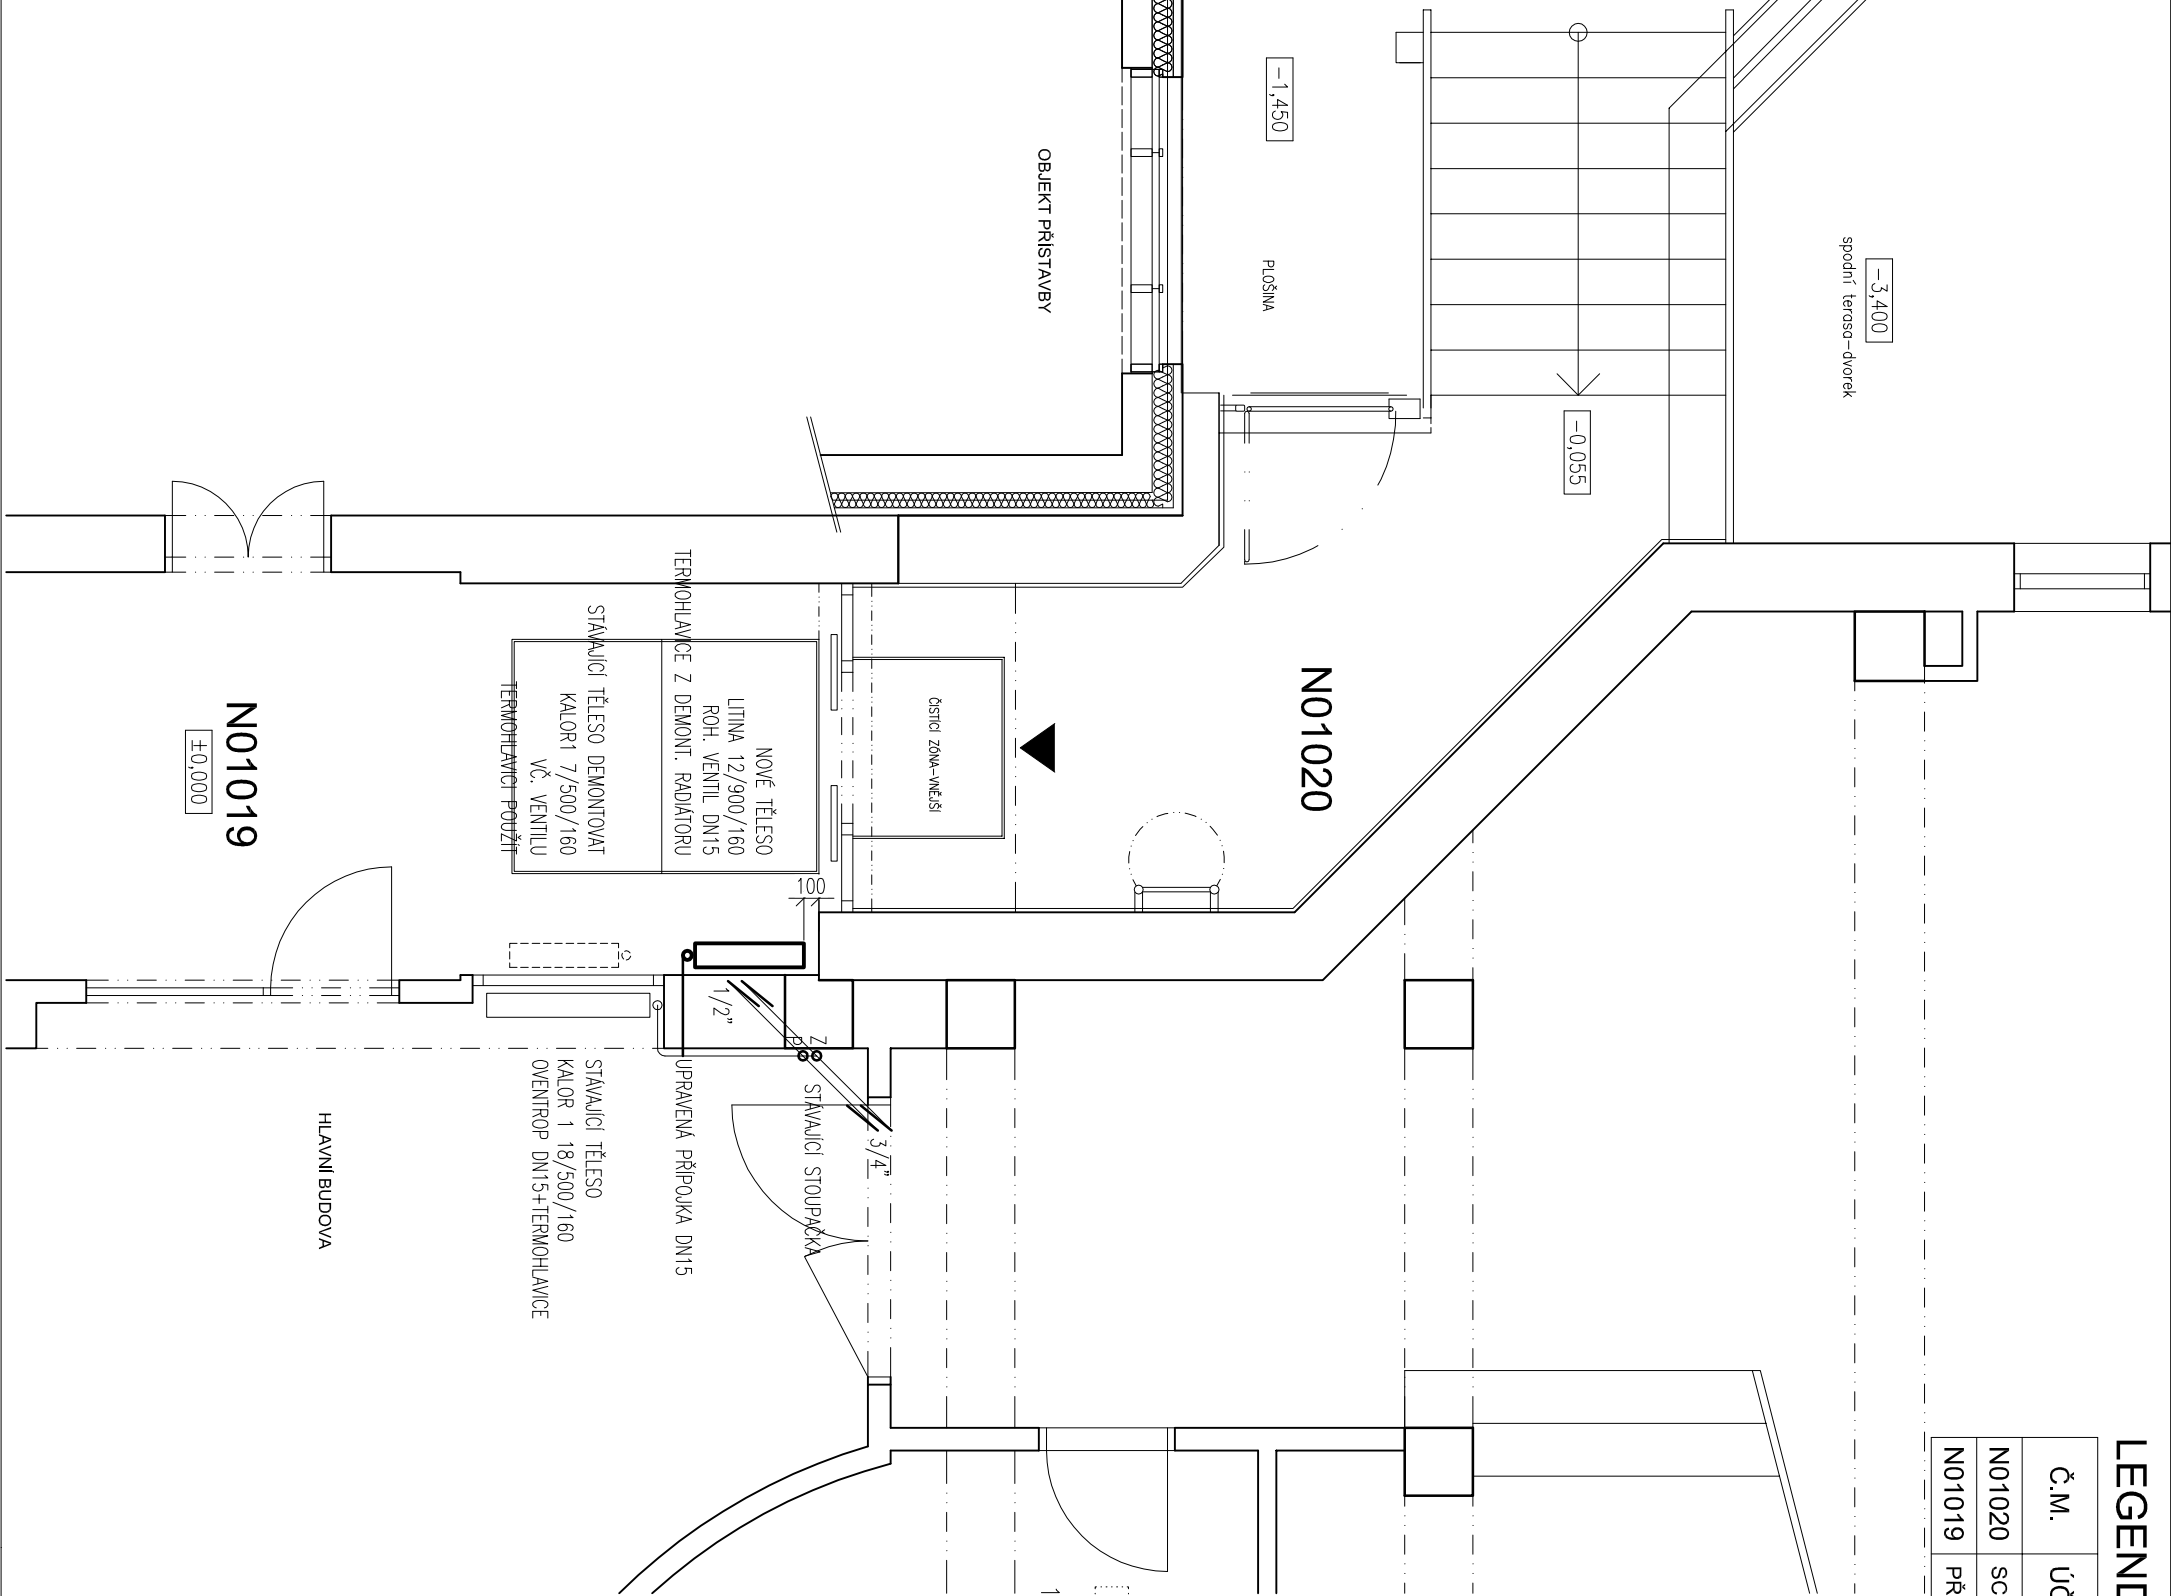 LEGEND
Č.M.
N01020 SC
N01019 PŘ
-3,400
spodní terasa-dvorek
-0,055
-1,450
PLOŠINA
OBJEKT PŘÍSTAVBY
N01020
ČISTÍCÍ ZÓNA-VNĚJŠÍ
NOVÉ TĚLESO
LITINA 12/900/160
ROH. VENTIL DN15
TERMOHLAVICE Z DEMONT. RADIÁTORU
STÁVAJÍCÍ TĚLESO DEMONTOVAT
KALOR1 7/500/160
VČ. VENTILU
TERMOHLAVICI POUŽÍT
N01019
±0,000
100
1/2"
Z
P
3/4"
STÁVAJÍCÍ STOUPAČKA
UPRAVENÁ PŘÍPOJKA DN15
STÁVAJÍCÍ TĚLESO
KALOR 1 18/500/160
OVENTROP DN15+TERMOHLAVICE
HLAVNÍ BUDOVA